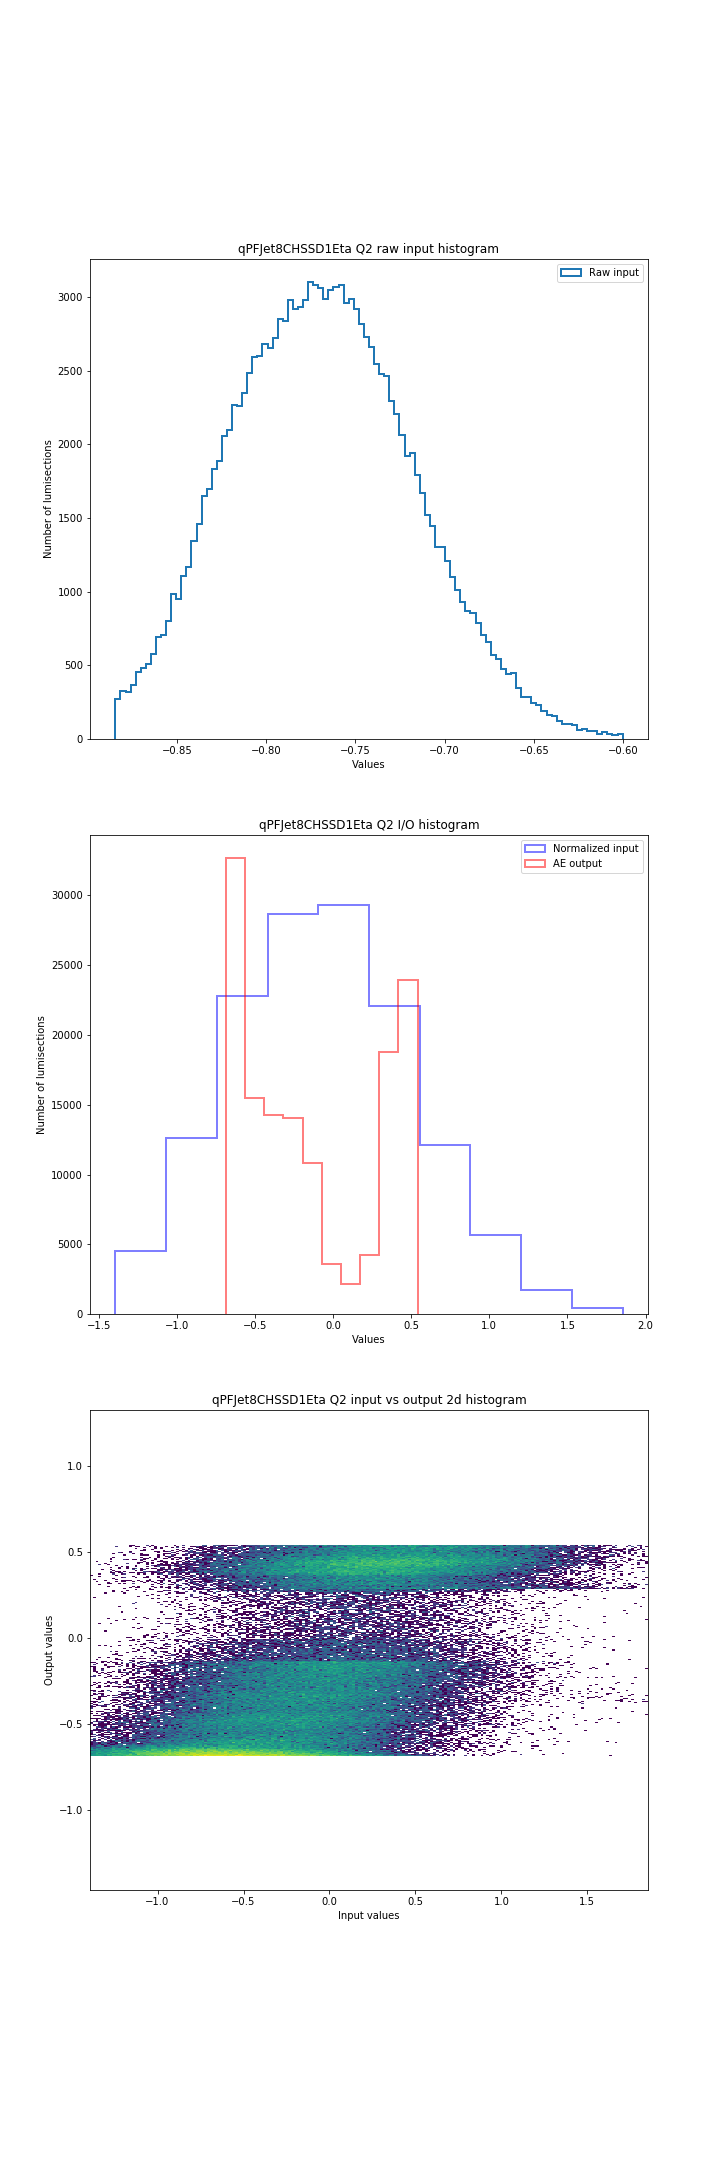 qPFJet8CHSSD1Eta Q2 raw input histogram
Raw input
3000
2500
2000
1500
1000
500
0
Number of lumisections
−0.85 −0.80 −0.75 −0.70 −0.65 −0.60
Values
qPFJet8CHSSD1Eta Q2 I/O histogram
Normalized input
AE output
30000
25000
20000
15000
10000
5000
0
Number of lumisections
−1.5 −1.0 −0.5 0.0 0.5 1.0 1.5 2.0
Values
qPFJet8CHSSD1Eta Q2 input vs output 2d histogram
1.0
0.5
0.0
−0.5
−1.0
Output values
−1.0 −0.5 0.0 0.5 1.0 1.5
Input values